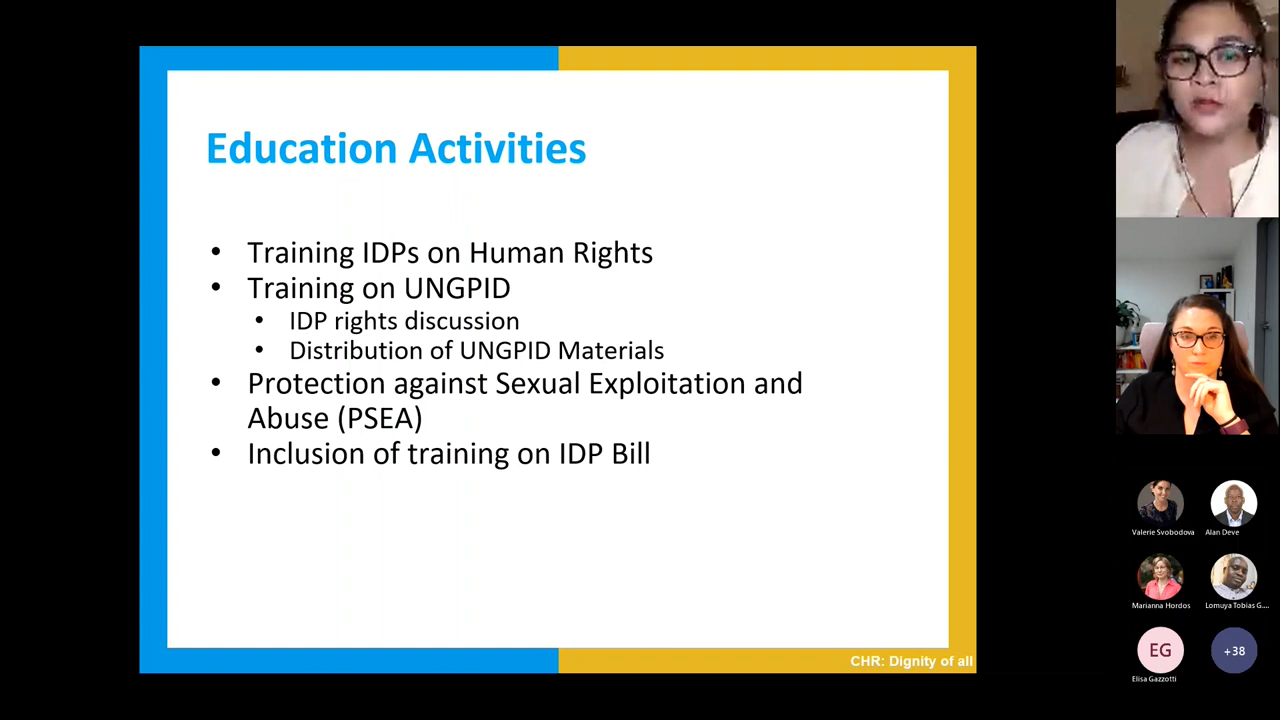 Education Activities
• Training IDPs on Human Rights
• Training on UNGPID
• IDP rights discussion
• Distribution of UNGPID Materials
• Protection against Sexual Exploitation and
Abuse (PSEA)
• Inclusion of training on IDP Bill
CHR: Dignity of all
Valerie Svobodova
Alan Deve
Marianna Hordos
Lomuya Tobias G....
EG
+38
Elisa Gazzotti